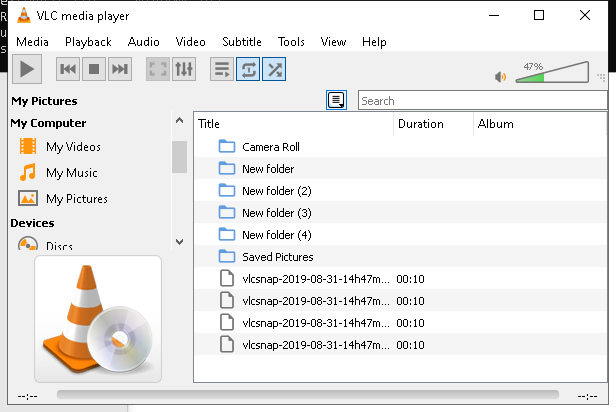 VLC media player
Media Playback Audio Video Subtitle Tools View Help
47%
My Pictures
Search
My Computer
My Videos
My Music
My Pictures
Devices
Discs
Title Duration Album
Camera Roll
New folder
New folder (2)
New folder (3)
New folder (4)
Saved Pictures
vlcsnap-2019-08-31-14h47m... 00:10
vlcsnap-2019-08-31-14h47m... 00:10
vlcsnap-2019-08-31-14h47m... 00:10
vlcsnap-2019-08-31-14h47m... 00:10
--:-- --:--